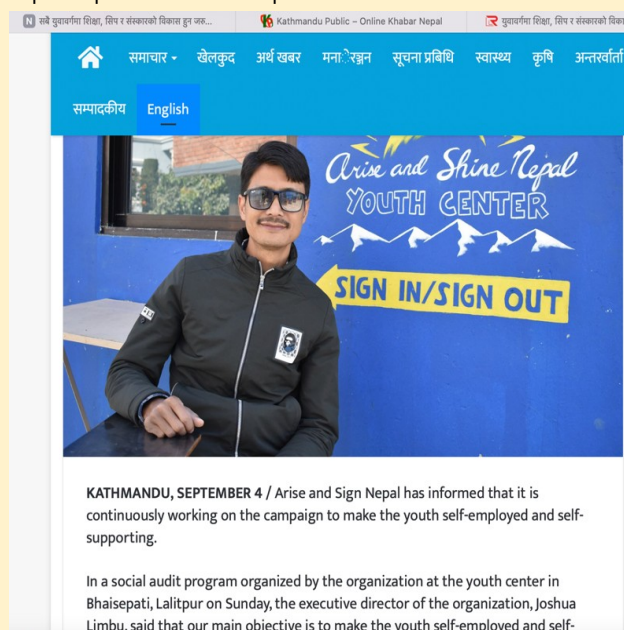 सबै युवावर्गमा शिक्षा, सिप र संस्कारको विकास हुन जरु...
Kathmandu Public – Online Khabar Nepal
युवावर्गमा शिक्षा, सिप र संस्कारको विका
समाचार
खेलकुद
अर्थ खबर
मनाेरञ्जन
सूचना प्रबिधि
स्वास्थ्य
कृषि
अन्तरवार्ता
सम्पादकीय
English
Arise and Shine Nepal
YOUTH CENTER
SIGN IN/SIGN OUT
KATHMANDU, SEPTEMBER 4 / Arise and Sign Nepal has informed that it is
continuously working on the campaign to make the youth self-employed and self-
supporting.
In a social audit program organized by the organization at the youth center in
Bhaisepati, Lalitpur on Sunday, the executive director of the organization, Joshua
Limbu, said that our main objective is to make the youth self-employed and self-